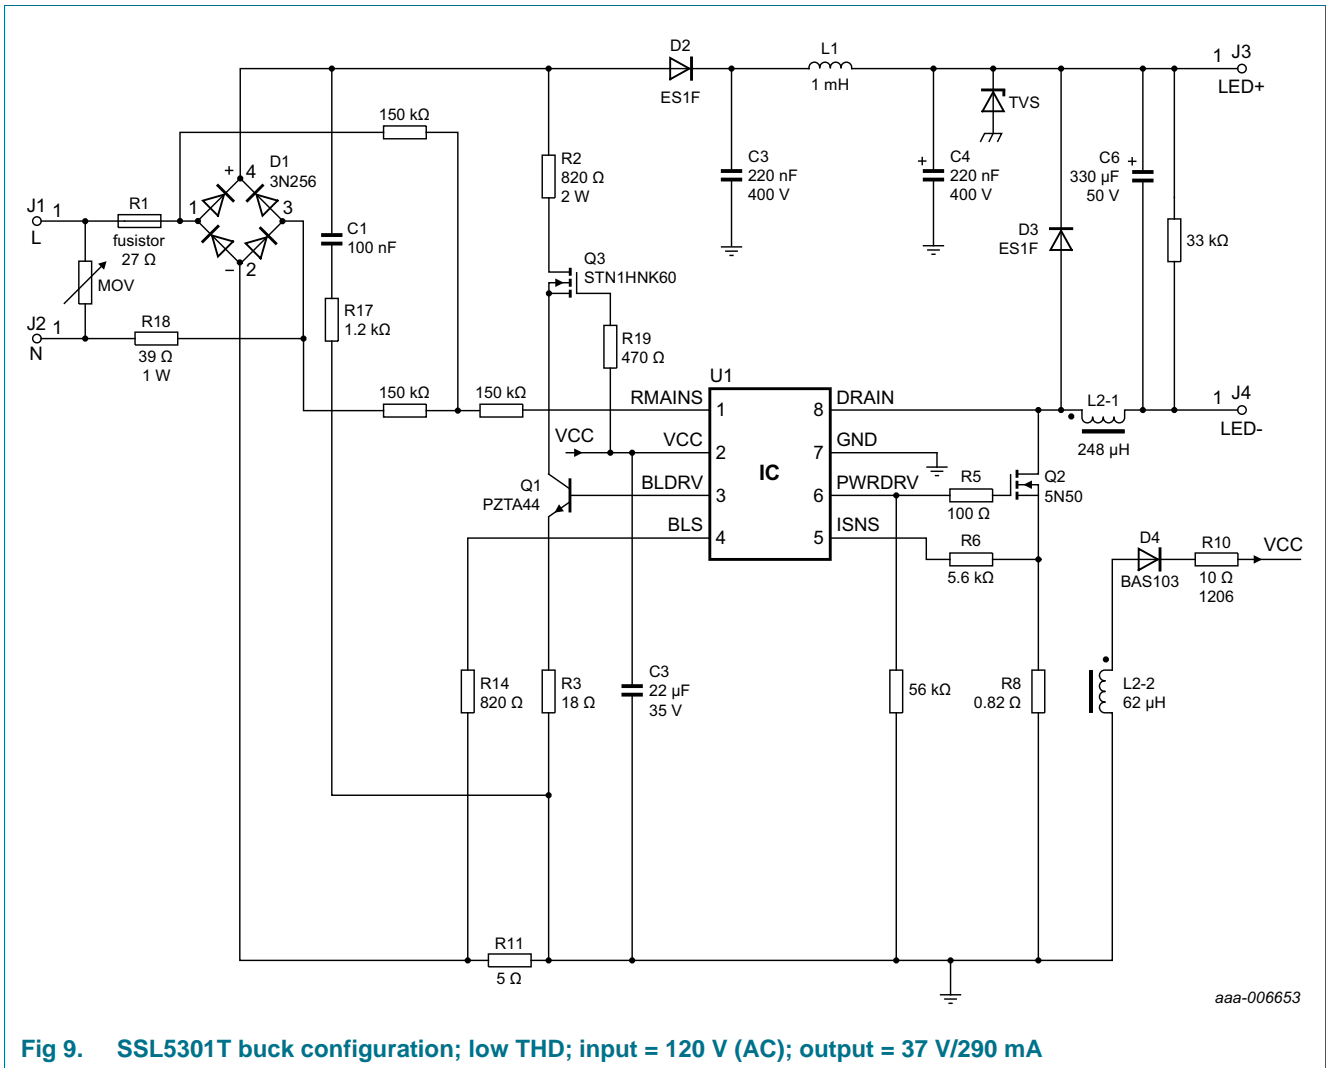 D2
ES1F
L1
1 mH
1 J3
LED+
150 kΩ
TVS
D1
3N256
+ 4
1
3
− 2
R2
820 Ω
2 W
C3
220 nF
400 V
+
C4
220 nF
400 V
C6
330 µF
50 V
+
J1 1
L
R1
fusistor
27 Ω
C1
100 nF
D3
ES1F
33 kΩ
MOV
Q3
STN1HNK60
J2 1
N
R18
39 Ω
1 W
R17
1.2 kΩ
R19
470 Ω
U1
150 kΩ
150 kΩ
RMAINS
1
8
DRAIN
L2-1
248 µH
1 J4
LED-
VCC
VCC
2
IC
7
GND
Q1
PZTA44
BLDRV
3
6
PWRDRV
R5
100 Ω
Q2
5N50
BLS
4
5
ISNS
R6
5.6 kΩ
D4
BAS103
R10
10 Ω
1206
VCC
R14
820 Ω
R3
18 Ω
C3
22 µF
35 V
56 kΩ
R8
0.82 Ω
L2-2
62 µH
R11
5 Ω
aaa-006653
Fig 9. SSL5301T buck configuration; low THD; input = 120 V (AC); output = 37 V/290 mA